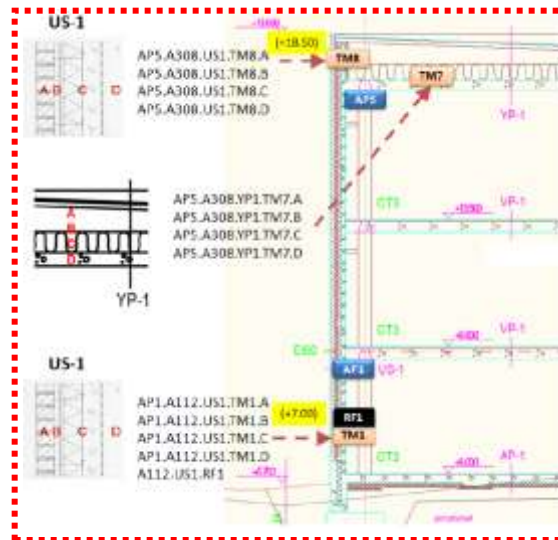 US-1
A B C D
AP5.A308.US1.TM8.A
AP5.A308.US1.TM8.B
AP5.A308.US1.TM8.C
AP5.A308.US1.TM8.D
(+18.50)
TM8
TM7
AP5
YP-1
A
B
C
D
YP-1
AP5.A308.YP1.TM7.A
AP5.A308.YP1.TM7.B
AP5.A308.YP1.TM7.C
AP5.A308.YP1.TM7.D
CT3
VP-1
CT3
VP-1
US-1
US-1
A B C D
AP1.A112.US1.TM1.A
AP1.A112.US1.TM1.B
AP1.A112.US1.TM1.C
AP1.A112.US1.TM1.D
A112.US1.RF1
(+7.00)
RF1
TM1
CT3
AP-1